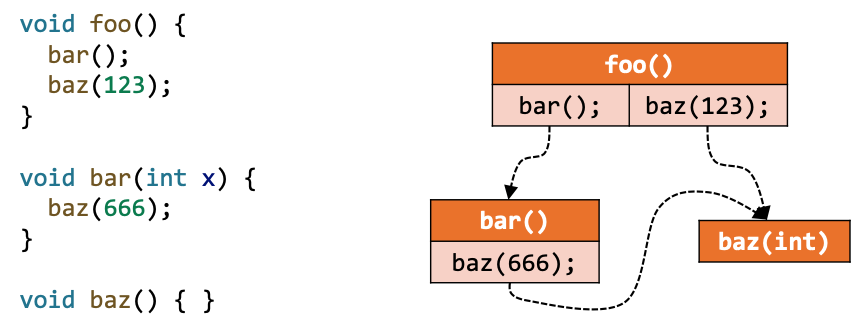 void foo() {
  bar();
  baz(123);
}
void bar(int x) {
  baz(666);
}
void baz() { }
foo()
bar();
baz(123);
bar()
baz(666);
baz(int)